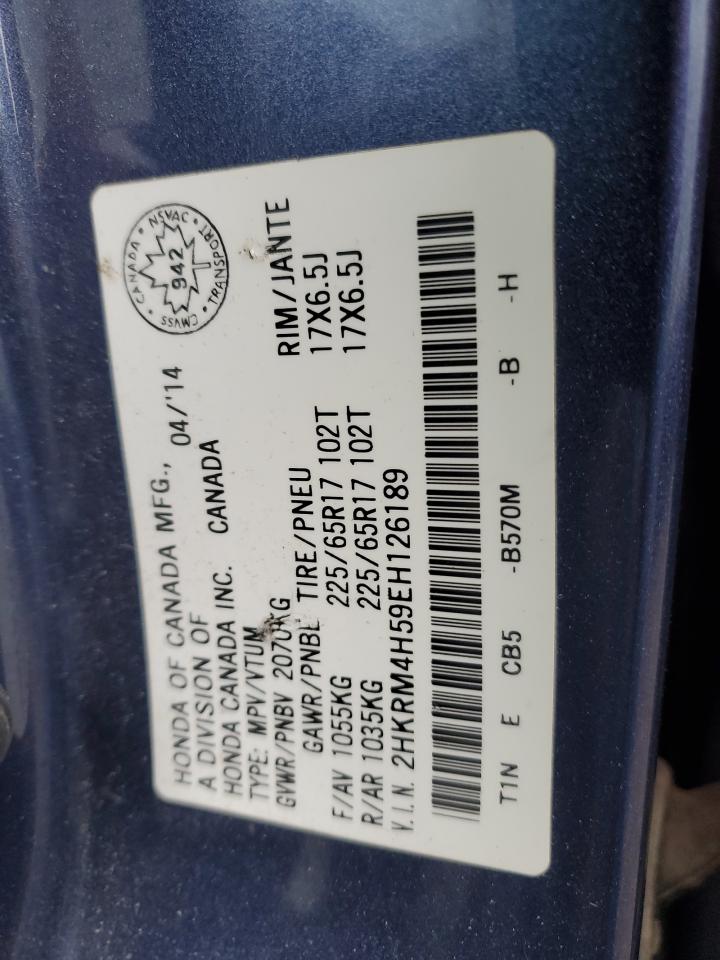 HONDA OF CANADA MFG., 04/'14
A DIVISION OF
HONDA CANADA INC. CANADA
TYPE: MPV/VTUM
GVWR/PNBV 2070KG
GAWR/PNBE TIRE/PNEU RIM/JANTE
F/AV 1055KG 225/65R17 102T 17X6.5J
R/AR 1035KG 225/65R17 102T 17X6.5J
V.I.N. 2HKRM4H59EH126189
T1N E CB5 -B570M -B -H
CANADA • NSVAC • TRANSPORT • CMVSS •
942